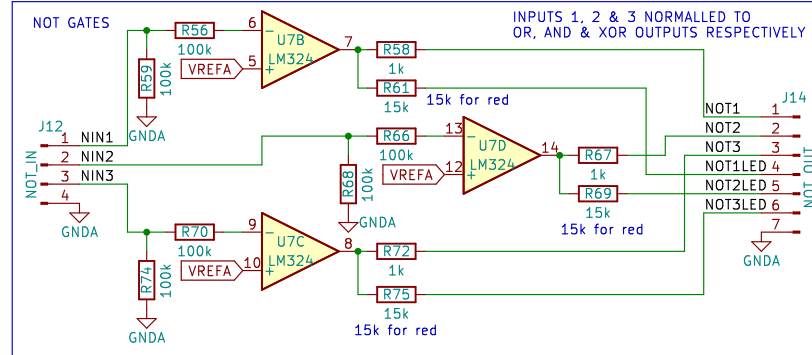 NOT GATES
INPUTS 1, 2 & 3 NORMALLED TO
OR, AND & XOR OUTPUTS RESPECTIVELY
R56
100k
6
5
7
U7B
LM324
VREFA
R59
100k
GNDA
R58
1k
R61
15k
15k for red
J12
NOT_IN
1
2
3
4
NIN1
NIN2
NIN3
GNDA
R66
100k
13
12
14
U7D
LM324
VREFA
R68
100k
GNDA
R67
1k
R69
15k
15k for red
R70
100k
9
10
8
U7C
LM324
VREFA
R74
100k
GNDA
R72
1k
R75
15k
15k for red
J14
NOT_OUT
NOT1
NOT2
NOT3
NOT1LED
NOT2LED
NOT3LED
1
2
3
4
5
6
7
GNDA